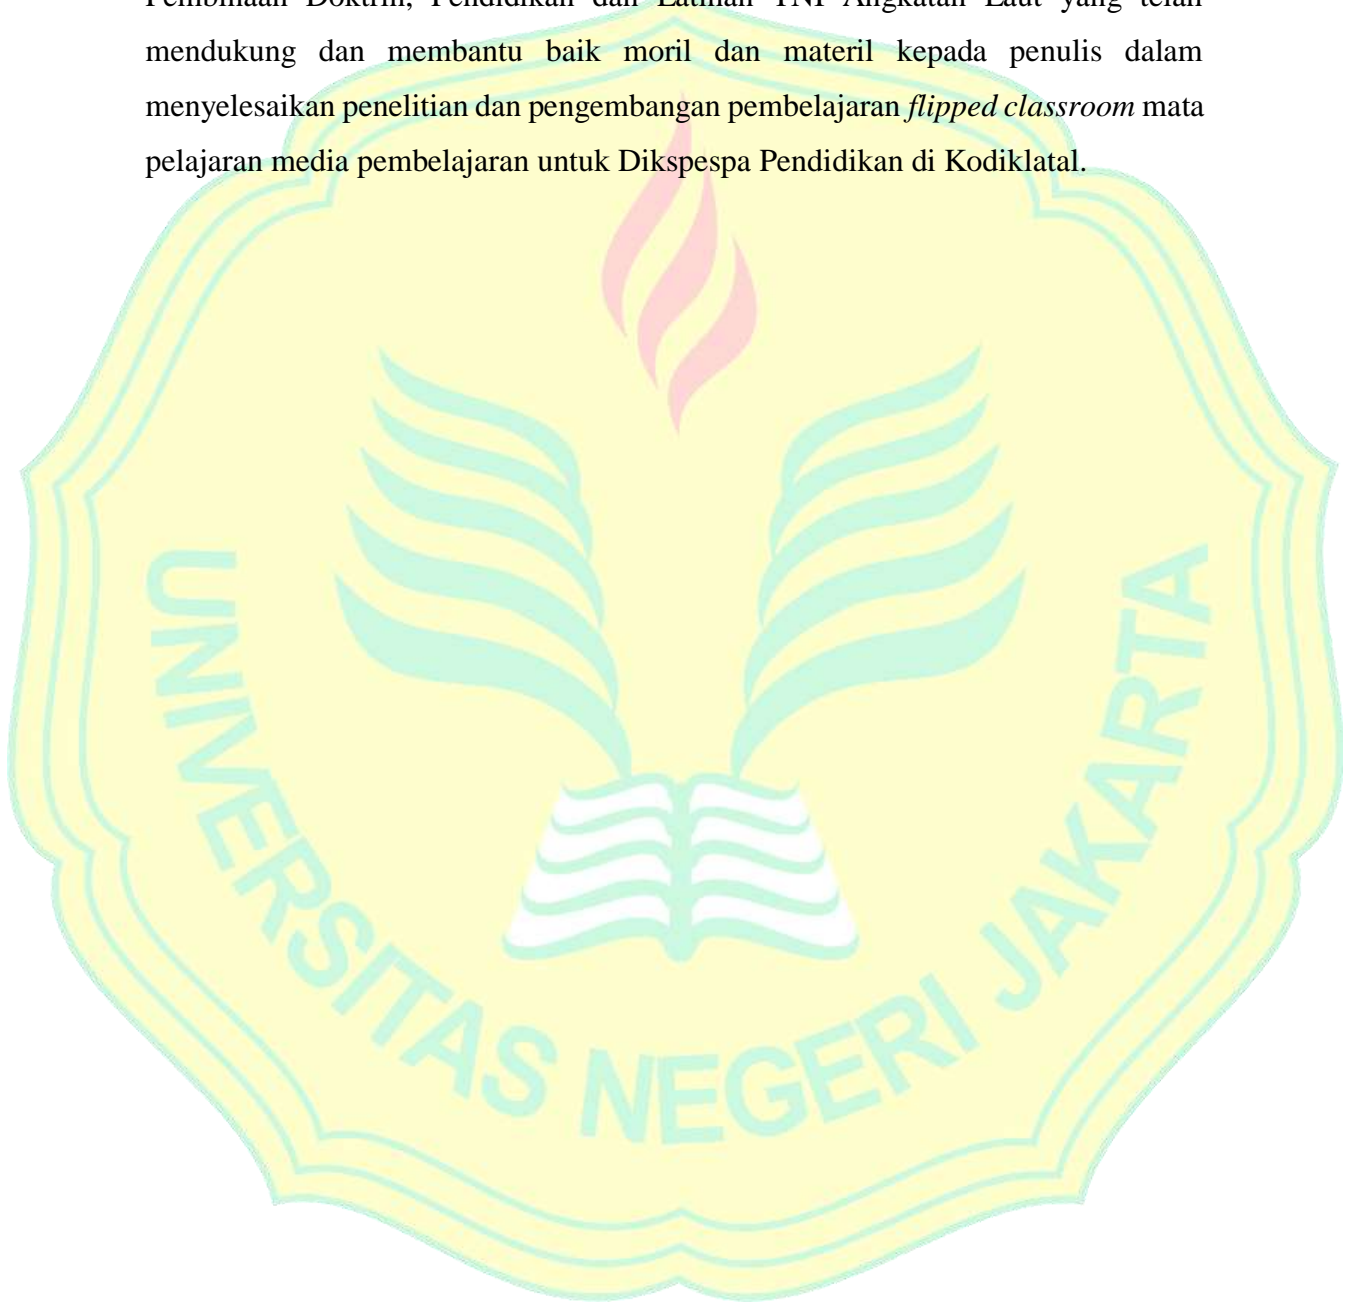 Pembinaan Doktrin, Pendidikan dan Latihan TNI Angkatan Laut yang telah
mendukung dan membantu baik moril dan materil kepada penulis dalam
menyelesaikan penelitian dan pengembangan pembelajaran flipped classroom mata
pelajaran media pembelajaran untuk Dikspespa Pendidikan di Kodiklatal.
UNIVERSITAS NEGERI JAKARTA